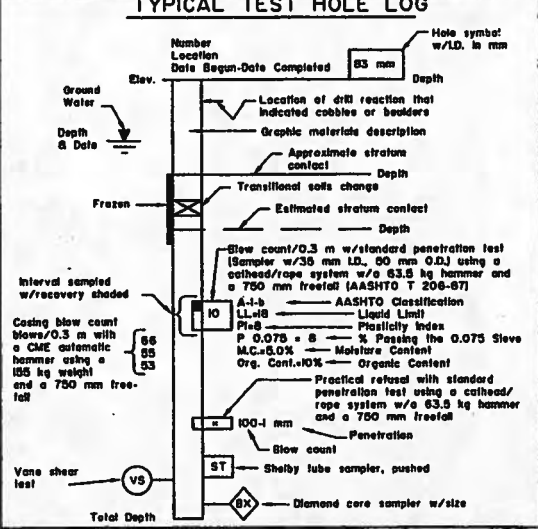 TYPICAL TEST HOLE LOG
Number
Location
Date Begun-Date Completed
83 mm
Hole symbol
w/I.D. in mm
Elev.
Depth
Ground
Water
Depth
& Date
Location of drill reaction that
indicated cobbles or boulders
Graphic materials description
Approximate stratum
contact
Depth
Frozen
Transitional soils change
Estimated stratum contact
Depth
Blow count/0.3 m w/standard penetration test
(Sampler w/35 mm I.D., 50 mm O.D.) using a
cathead/rope system w/a 63.5 kg hammer and
a 750 mm freefall (AASHTO T 206-87)
Interval sampled
w/recovery shaded
10
A-1-b AASHTO Classification
LL=18 Liquid Limit
PI=8 Plasticity Index
P 0.075 = 8 % Passing the 0.075 Sieve
M.C.=5.0% Moisture Content
Org. Cont.=10% Organic Content
Casing blow count
blows/0.3 m with
a CME automatic
hammer using a
155 kg weight
and a 750 mm free-
fall
66
55
53
Practical refusal with standard
penetration test using a cathead/
rope system w/a 63.5 kg hammer
and a 750 mm freefall
x
100-1 mm
Penetration
Blow count
ST
Shelby tube sampler, pushed
Vane shear
test
VS
BX
Diamond core sampler w/size
Total Depth